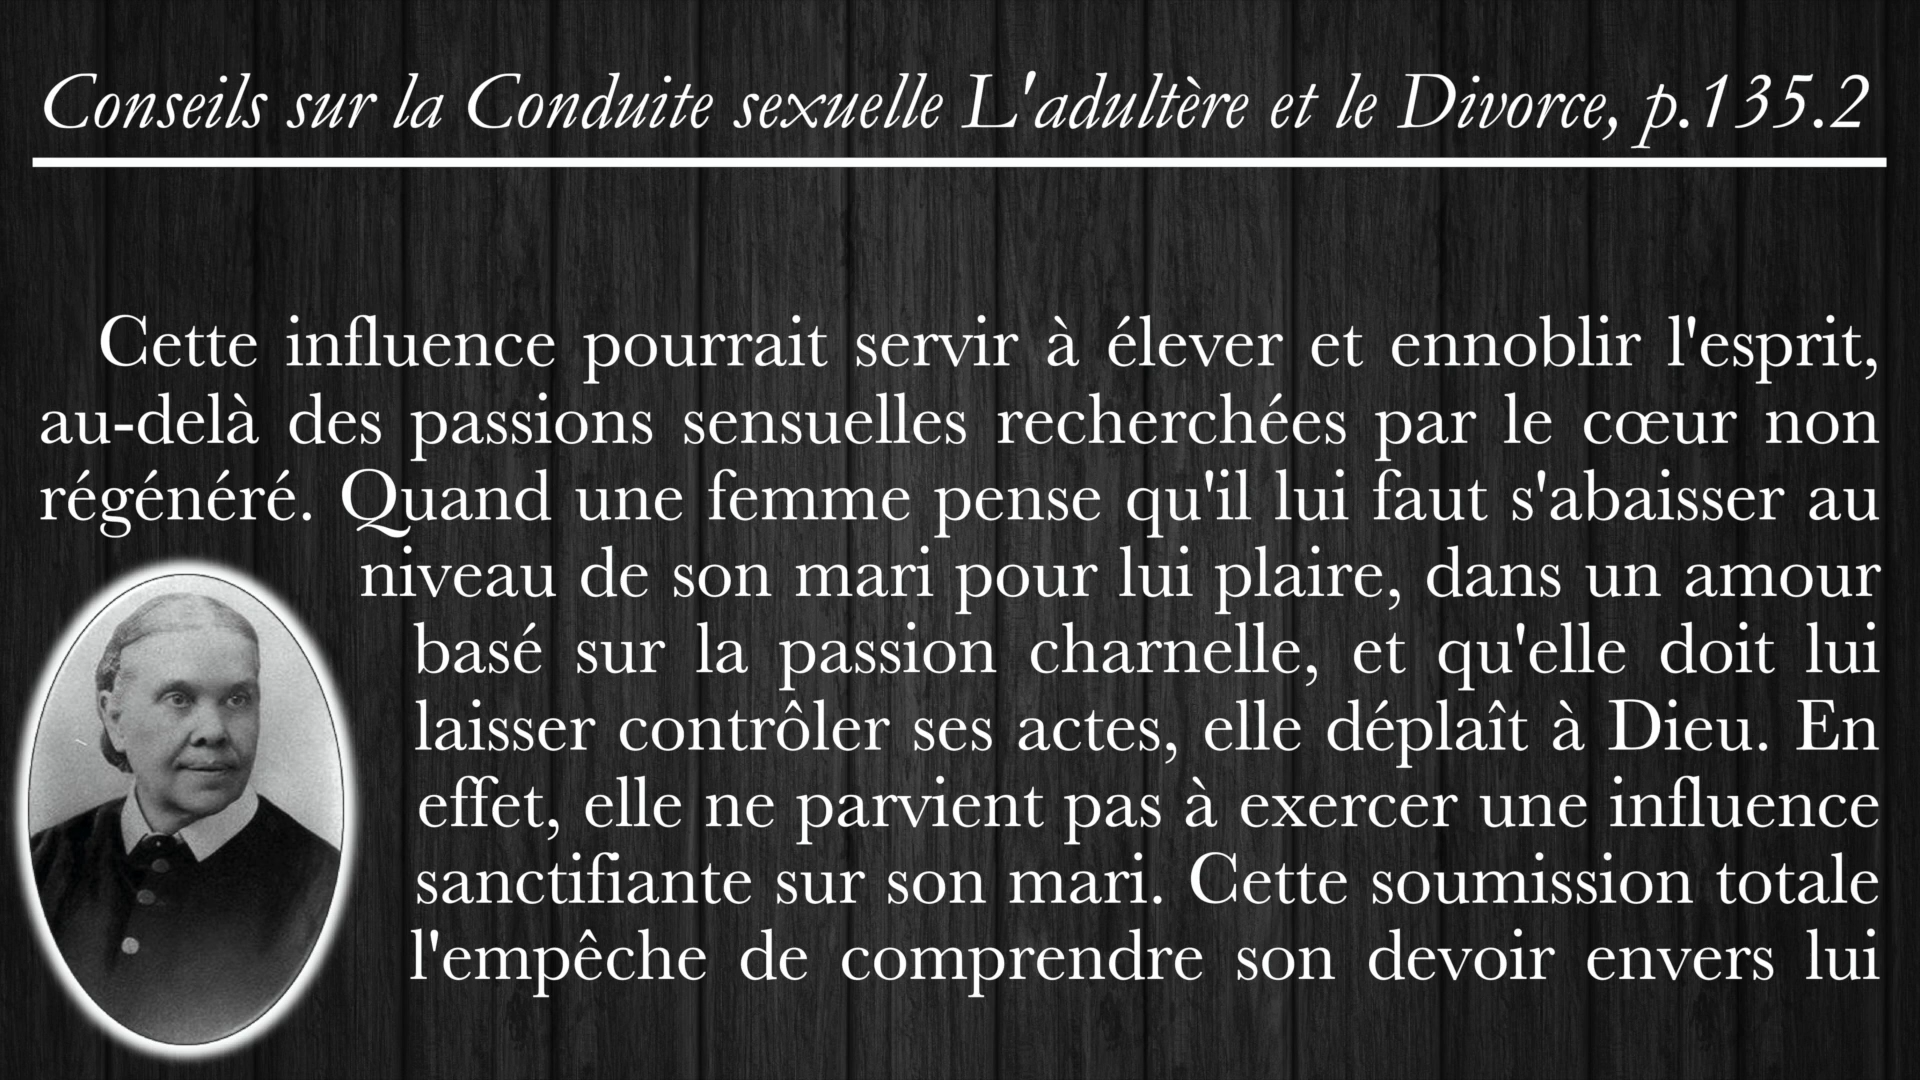 Conseils sur la Conduite sexuelle L'adultère et le Divorce, p.135.2
Cette influence pourrait servir à élever et ennoblir l'esprit,
au-delà des passions sensuelles recherchées par le cœur non
régénéré. Quand une femme pense qu'il lui faut s'abaisser au
niveau de son mari pour lui plaire, dans un amour
basé sur la passion charnelle, et qu'elle doit lui
laisser contrôler ses actes, elle déplaît à Dieu. En
effet, elle ne parvient pas à exercer une influence
sanctifiante sur son mari. Cette soumission totale
l'empêche de comprendre son devoir envers lui